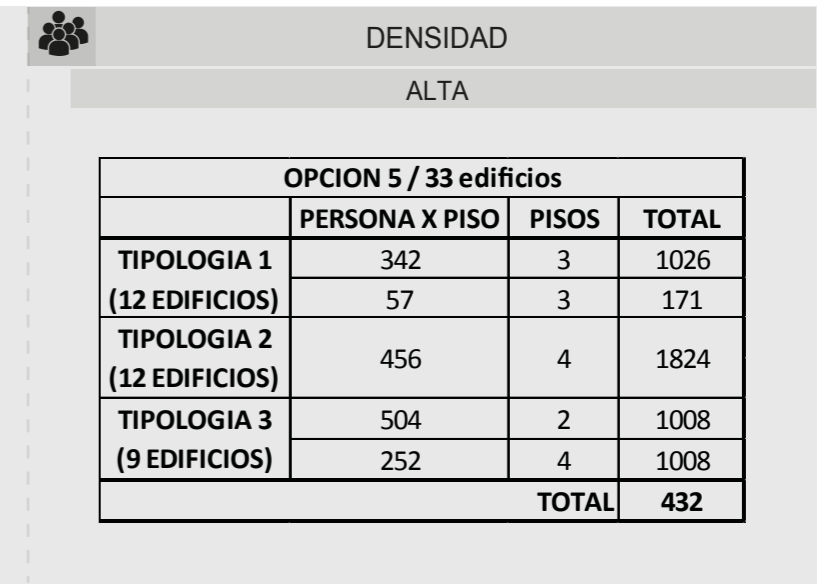 DENSIDAD
ALTA
OPCION 5 / 33 edificios
PERSONA X PISO PISOS TOTAL
TIPOLOGIA 1 342 3 1026
(12 EDIFICIOS) 57 3 171
TIPOLOGIA 2
456 4 1824
(12 EDIFICIOS)
TIPOLOGIA 3 504 2 1008
(9 EDIFICIOS) 252 4 1008
TOTAL 432